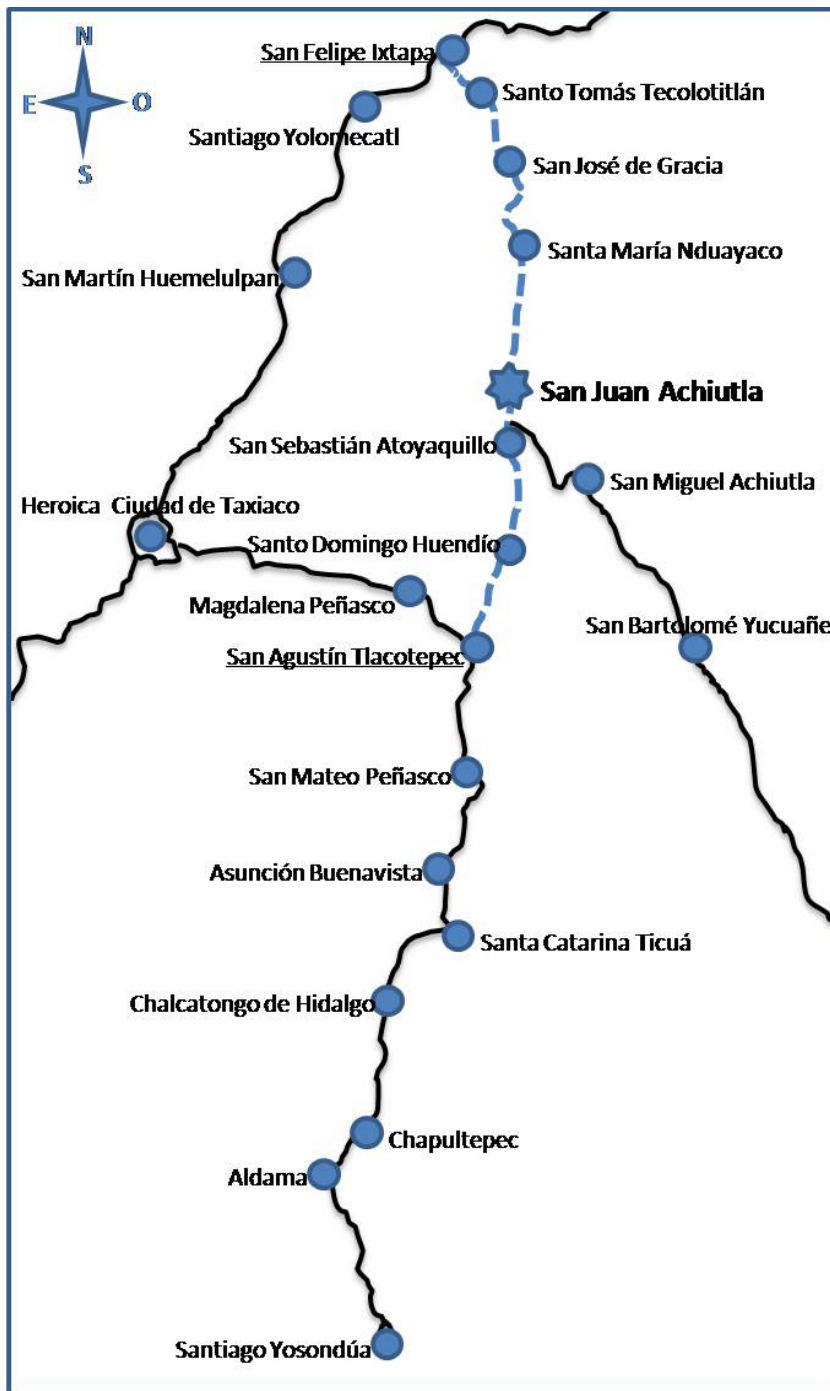 N
San Felipe Ixtapa
E
O
Santo Tomás Tecolotitlán
Santiago Yolomecatl
S
San José de Gracia
Santa María Nduayaco
San Martín Huemelulpan
San Juan Achiutla
San Sebastián Atoyaquillo
San Miguel Achiutla
Heroica Ciudad de Taxiaco
Santo Domingo Huendío
Magdalena Peñasco
San Bartolomé Yucuañe
San Agustín Tlacotepec
San Mateo Peñasco
Asunción Buenavista
Santa Catarina Ticuá
Chalcatongo de Hidalgo
Chapultepec
Aldama
Santiago Yosondúa